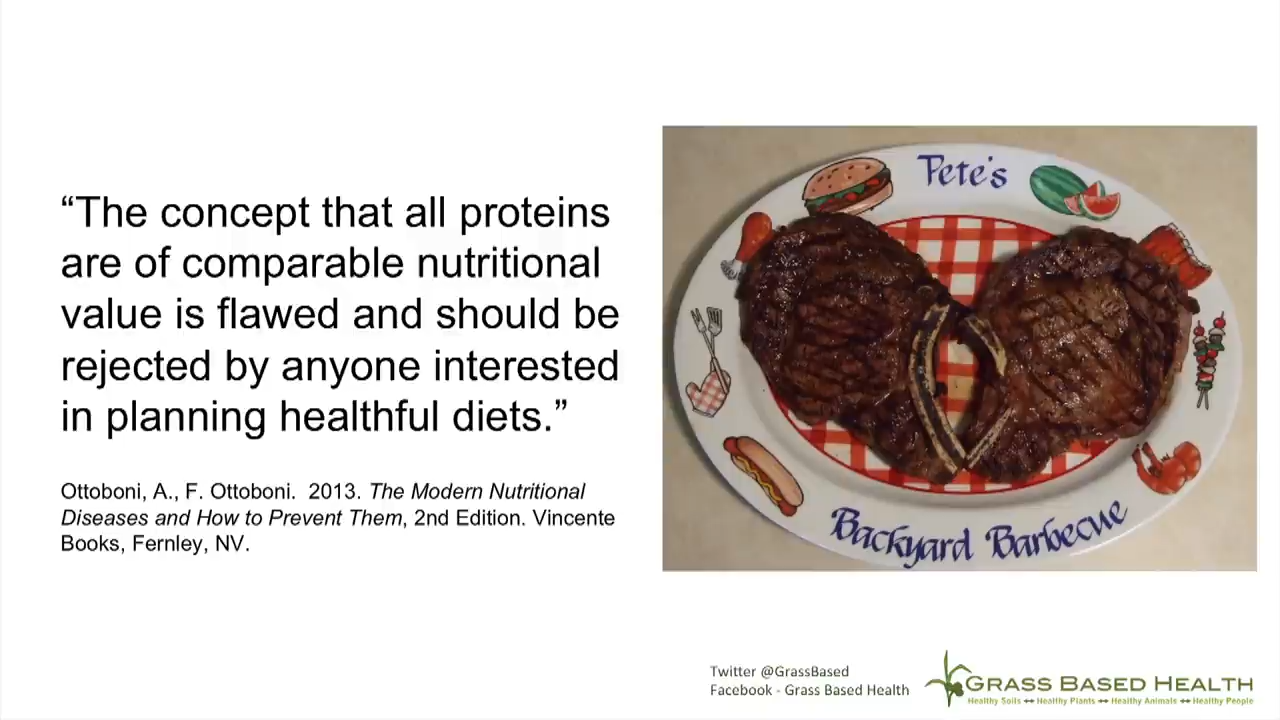 “The concept that all proteins
are of comparable nutritional
value is flawed and should be
rejected by anyone interested
in planning healthful diets.”
Ottoboni, A., F. Ottoboni.  2013. The Modern Nutritional
Diseases and How to Prevent Them, 2nd Edition. Vincente
Books, Fernley, NV.
Pete's
Backyard Barbecue
Twitter @GrassBased
Facebook - Grass Based Health
GRASS BASED HEALTH
Healthy Soils ↔ Healthy Plants ↔ Healthy Animals ↔ Healthy People